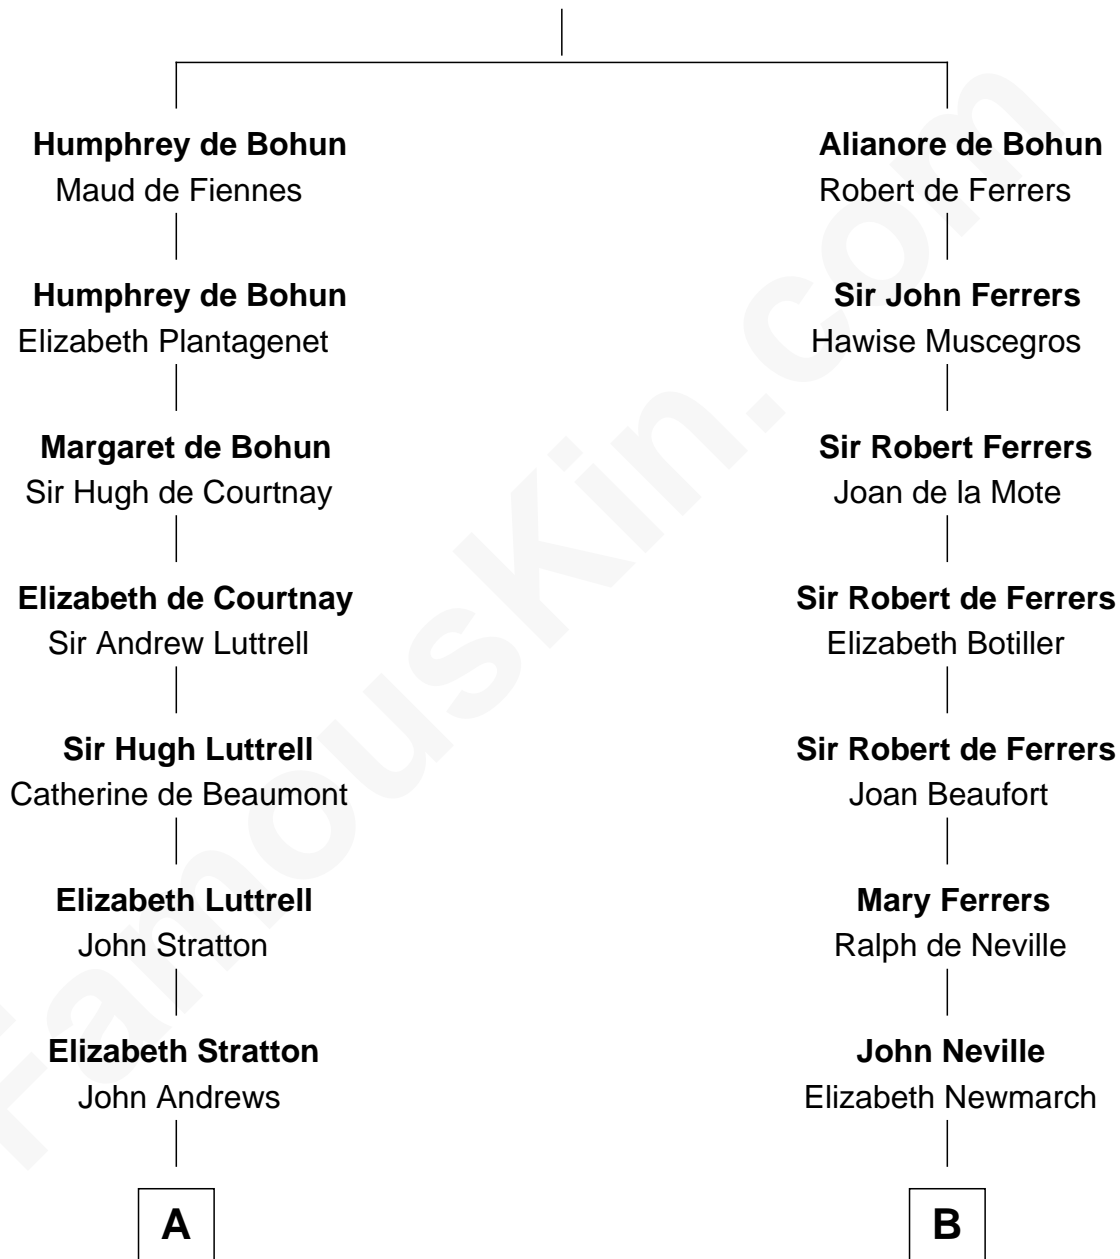 Humphrey de Bohun
Maud de Fiennes
Humphrey de Bohun
Elizabeth Plantagenet
Margaret de Bohun
Sir Hugh de Courtnay
Elizabeth de Courtnay
Sir Andrew Luttrell
Sir Hugh Luttrell
Catherine de Beaumont
Elizabeth Luttrell
John Stratton
Elizabeth Stratton
John Andrews
A
Alianore de Bohun
Robert de Ferrers
Sir John Ferrers
Hawise Muscegros
Sir Robert Ferrers
Joan de la Mote
Sir Robert de Ferrers
Elizabeth Botiller
Sir Robert de Ferrers
Joan Beaufort
Mary Ferrers
Ralph de Neville
John Neville
Elizabeth Newmarch
B
FamousKin.com